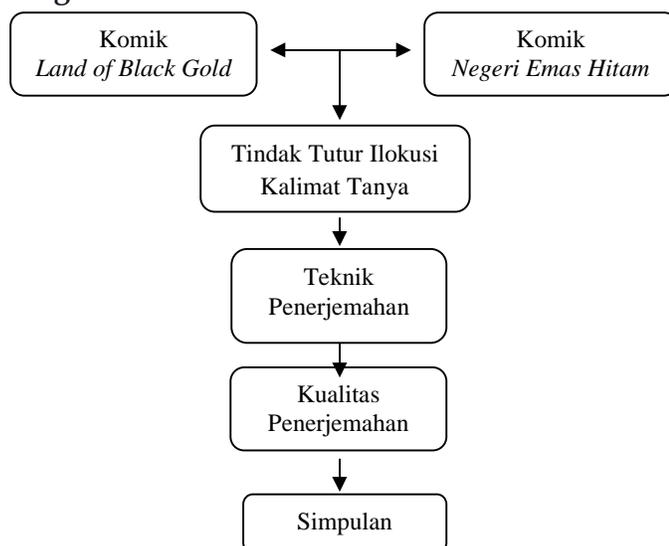 Komik
Land of Black Gold
Komik
Negeri Emas Hitam
Tindak Tutur Ilokusi
Kalimat Tanya
Teknik
Penerjemahan
Kualitas
Penerjemahan
Simpulan